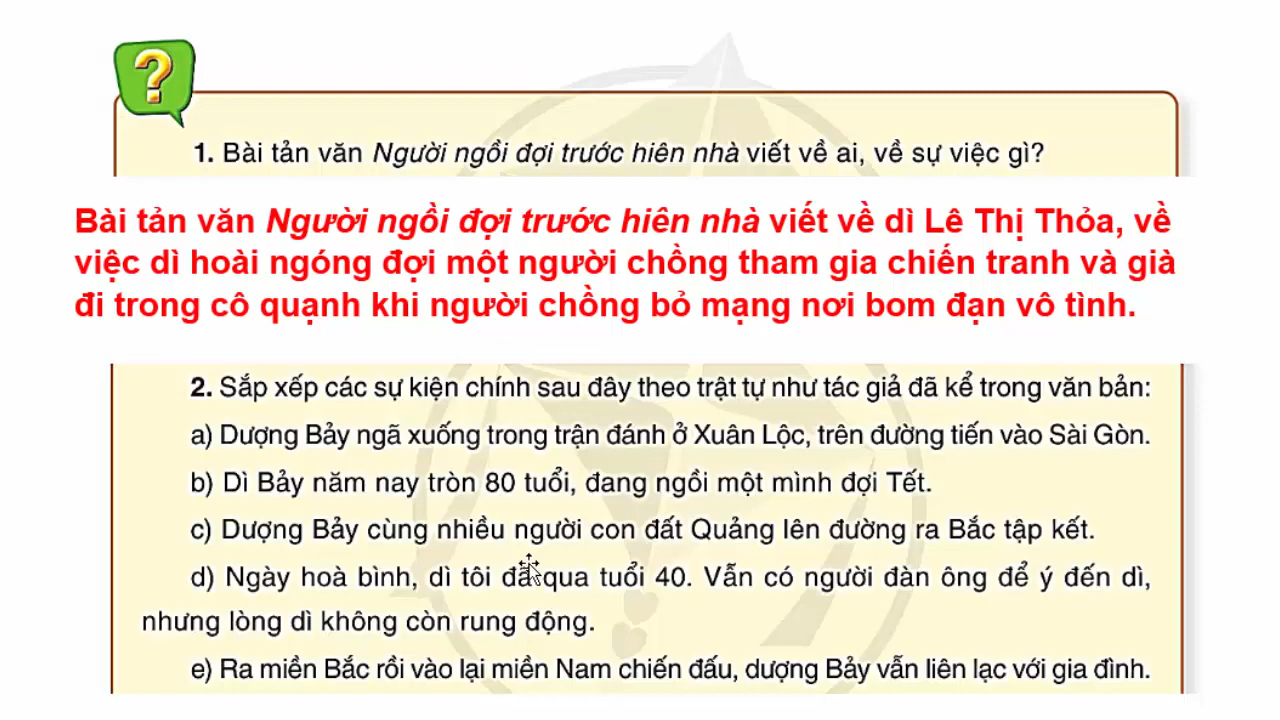 ?
1. Bài tản văn Người ngồi đợi trước hiên nhà viết về ai, về sự việc gì?
Bài tản văn Người ngồi đợi trước hiên nhà viết về dì Lê Thị Thỏa, về
việc dì hoài ngóng đợi một người chồng tham gia chiến tranh và già
đi trong cô quạnh khi người chồng bỏ mạng nơi bom đạn vô tình.
2. Sắp xếp các sự kiện chính sau đây theo trật tự như tác giả đã kể trong văn bản:
a) Dượng Bảy ngã xuống trong trận đánh ở Xuân Lộc, trên đường tiến vào Sài Gòn.
b) Dì Bảy năm nay tròn 80 tuổi, đang ngồi một mình đợi Tết.
c) Dượng Bảy cùng nhiều người con đất Quảng lên đường ra Bắc tập kết.
d) Ngày hoà bình, dì tôi đã qua tuổi 40. Vẫn có người đàn ông để ý đến dì,
nhưng lòng dì không còn rung động.
e) Ra miền Bắc rồi vào lại miền Nam chiến đấu, dượng Bảy vẫn liên lạc với gia đình.